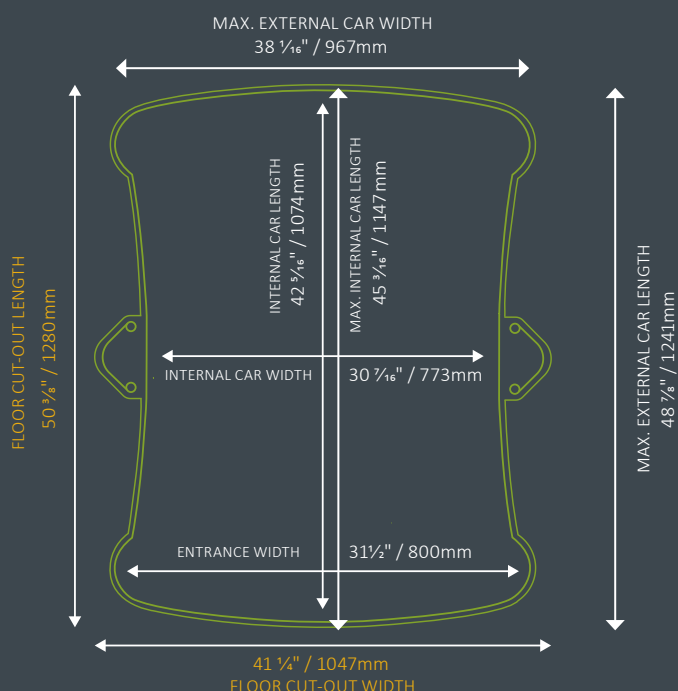 MAX. EXTERNAL CAR WIDTH
38 ¹⁄₁₆" / 967mm
INTERNAL CAR LENGTH
42 ⁵⁄₁₆" / 1074mm
MAX. INTERNAL CAR LENGTH
45 ³⁄₁₆" / 1147mm
FLOOR CUT-OUT LENGTH
50 ³⁄₈" / 1280mm
MAX. EXTERNAL CAR LENGTH
48 ⁷⁄₈" / 1241mm
INTERNAL CAR WIDTH
30 ⁷⁄₁₆" / 773mm
ENTRANCE WIDTH
31½" / 800mm
41 ¼" / 1047mm
FLOOR CUT-OUT WIDTH